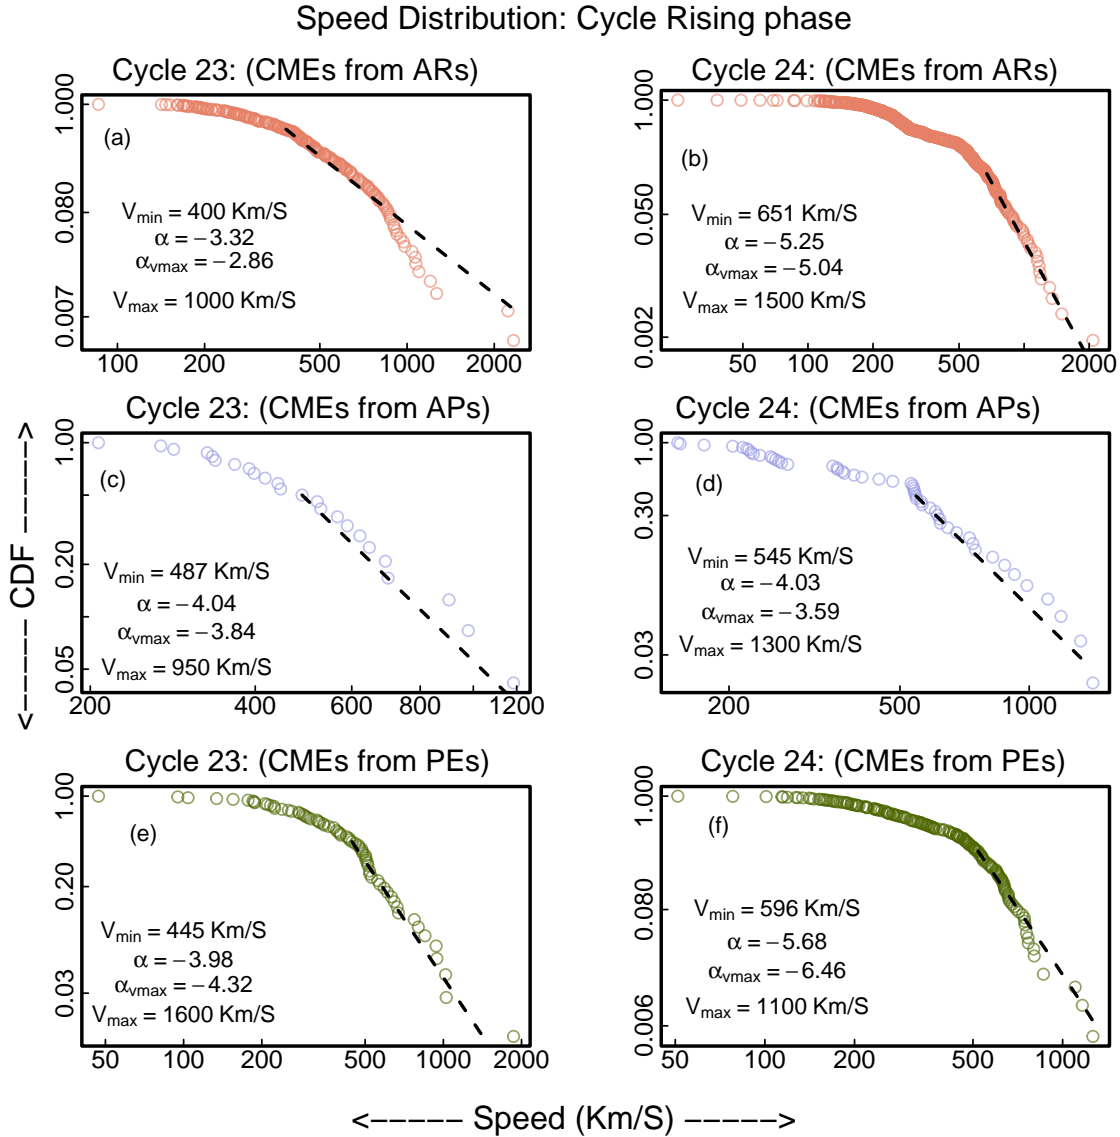 Speed Distribution: Cycle Rising phase
Cycle 23: (CMEs from ARs)
1.000
0.080
0.007
(a)
Vmin = 400 Km/S
α = −3.32
αvmax = −2.86
Vmax = 1000 Km/S
100 200 500 1000 2000
Cycle 24: (CMEs from ARs)
1.000
0.050
0.002
(b)
Vmin = 651 Km/S
α = −5.25
αvmax = −5.04
Vmax = 1500 Km/S
50 100 200 500 2000
Cycle 23: (CMEs from APs)
1.00
0.20
0.05
(c)
Vmin = 487 Km/S
α = −4.04
αvmax = −3.84
Vmax = 950 Km/S
200 400 600 800 1200
Cycle 24: (CMEs from APs)
1.00
0.30
0.03
(d)
Vmin = 545 Km/S
α = −4.03
αvmax = −3.59
Vmax = 1300 Km/S
200 500 1000
Cycle 23: (CMEs from PEs)
1.00
0.20
0.03
(e)
Vmin = 445 Km/S
α = −3.98
αvmax = −4.32
Vmax = 1600 Km/S
50 100 200 500 1000 2000
Cycle 24: (CMEs from PEs)
1.000
0.080
0.006
(f)
Vmin = 596 Km/S
α = −5.68
αvmax = −6.46
Vmax = 1100 Km/S
50 100 200 500 1000
<−−−−− CDF −−−−−>
<−−−−− Speed (Km/S) −−−−−>